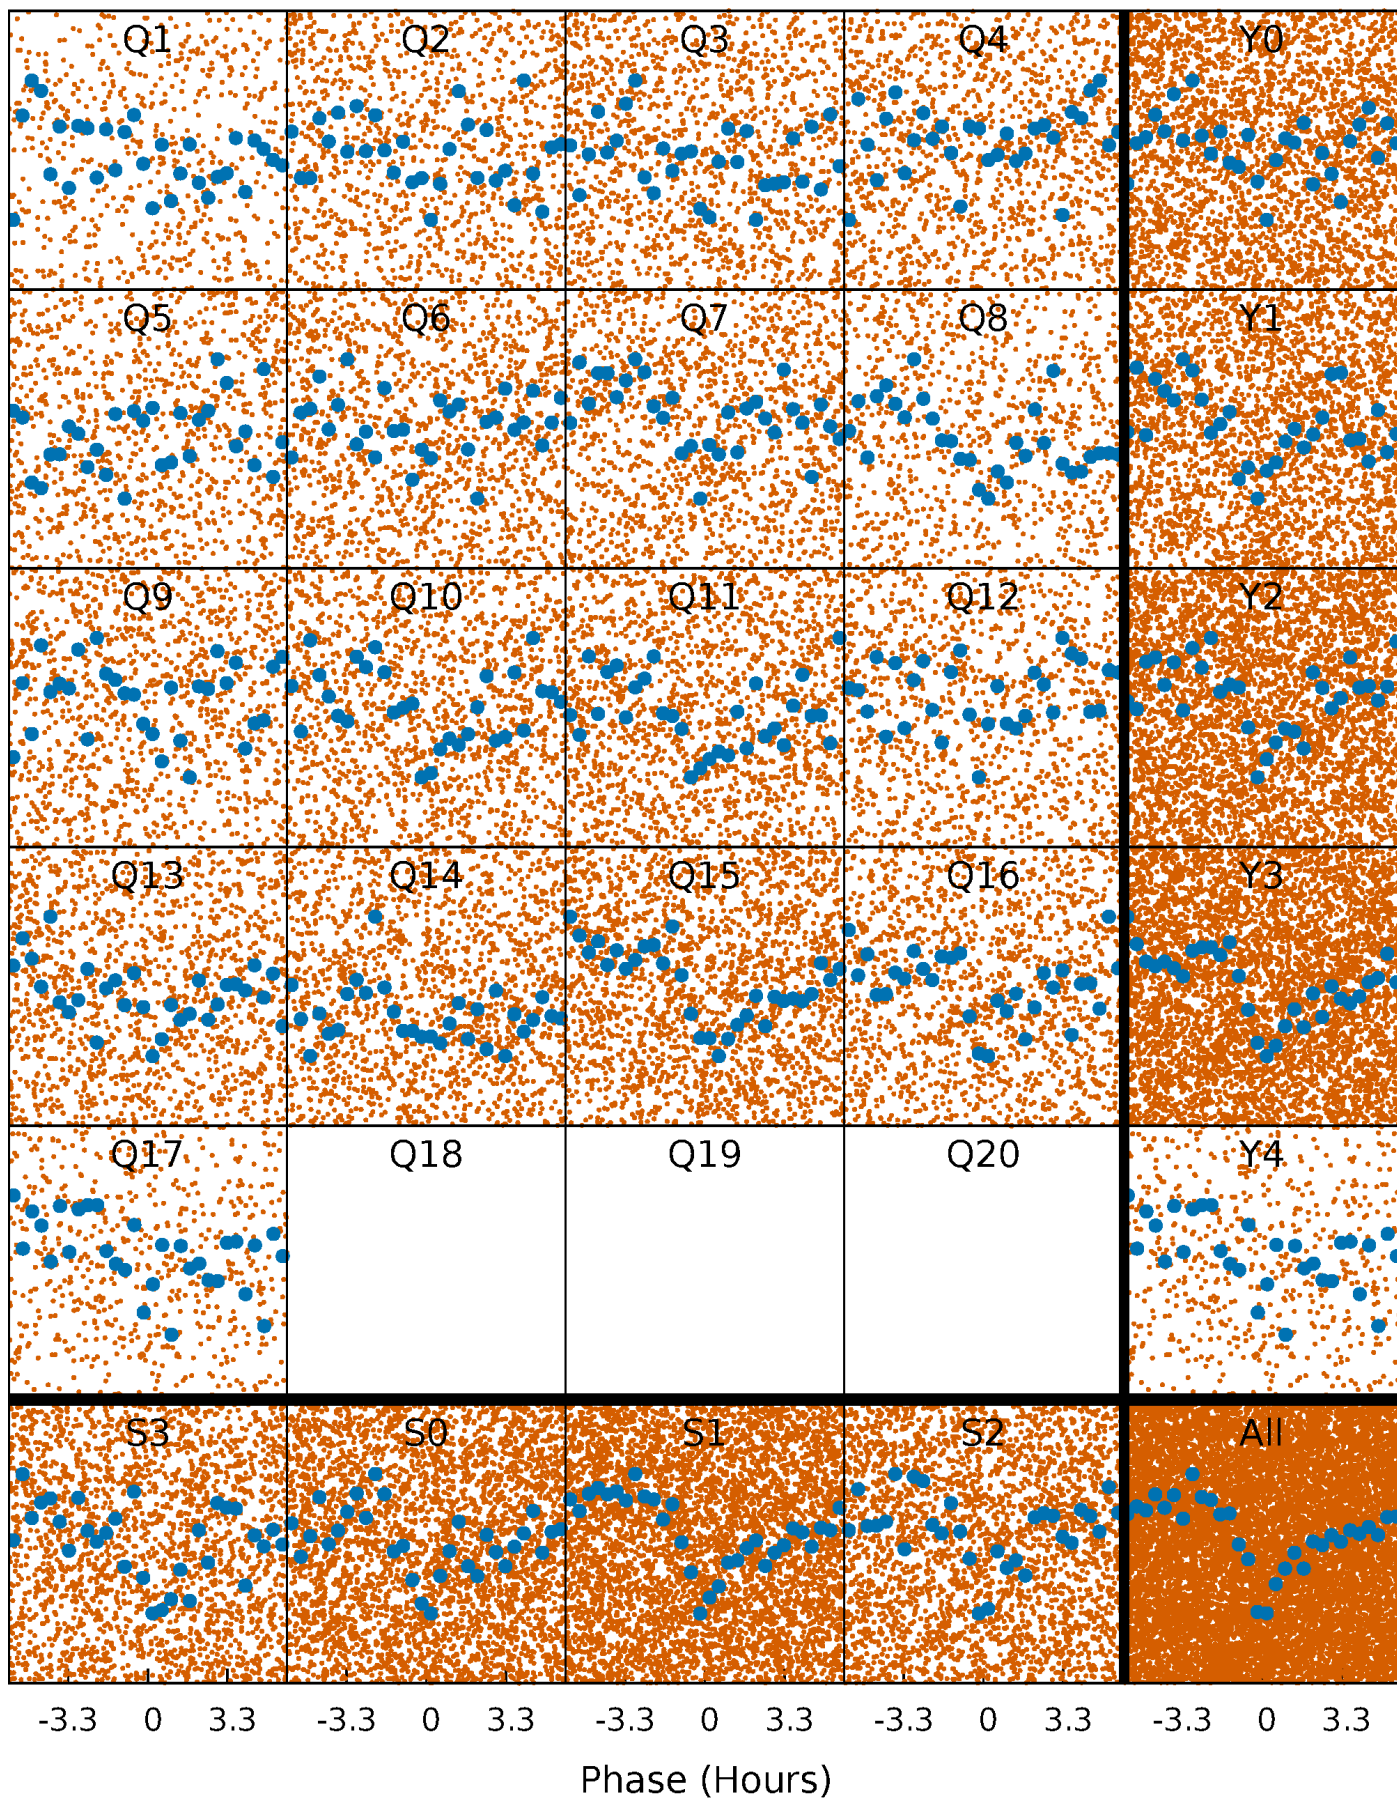 Q1 Q2 Q3 Q4 Y0
Q5 Q6 Q7 Q8 Y1
Q9 Q10 Q11 Q12 Y2
Q13 Q14 Q15 Q16 Y3
Q17 Q18 Q19 Q20 Y4
S3 S0 S1 S2 All
-3.3 0 3.3 -3.3 0 3.3 -3.3 0 3.3 -3.3 0 3.3 -3.3 0 3.3
Phase (Hours)